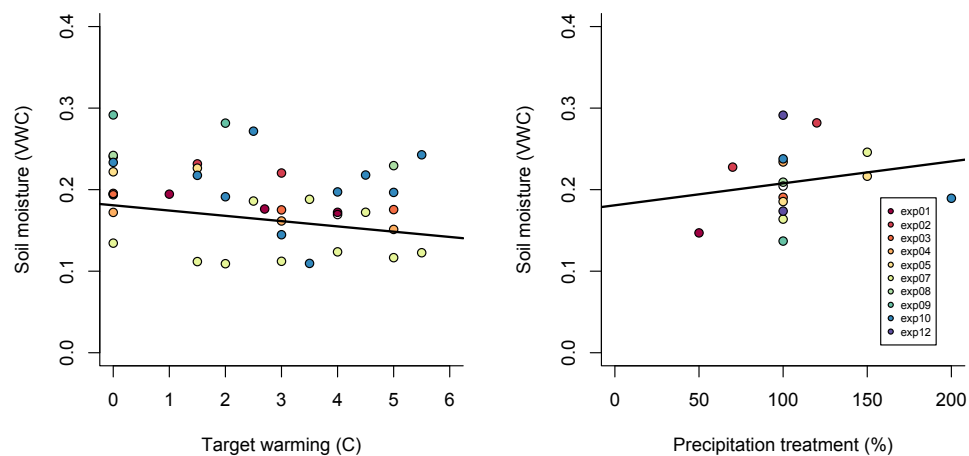 0.4
0.3
0.2
0.1
0.0
Soil moisture (VWC)
0 1 2 3 4 5 6
Target warming (C)
0.4
0.3
0.2
0.1
0.0
Soil moisture (VWC)
exp01
exp02
exp03
exp04
exp05
exp07
exp08
exp09
exp10
exp12
0 50 100 150 200
Precipitation treatment (%)